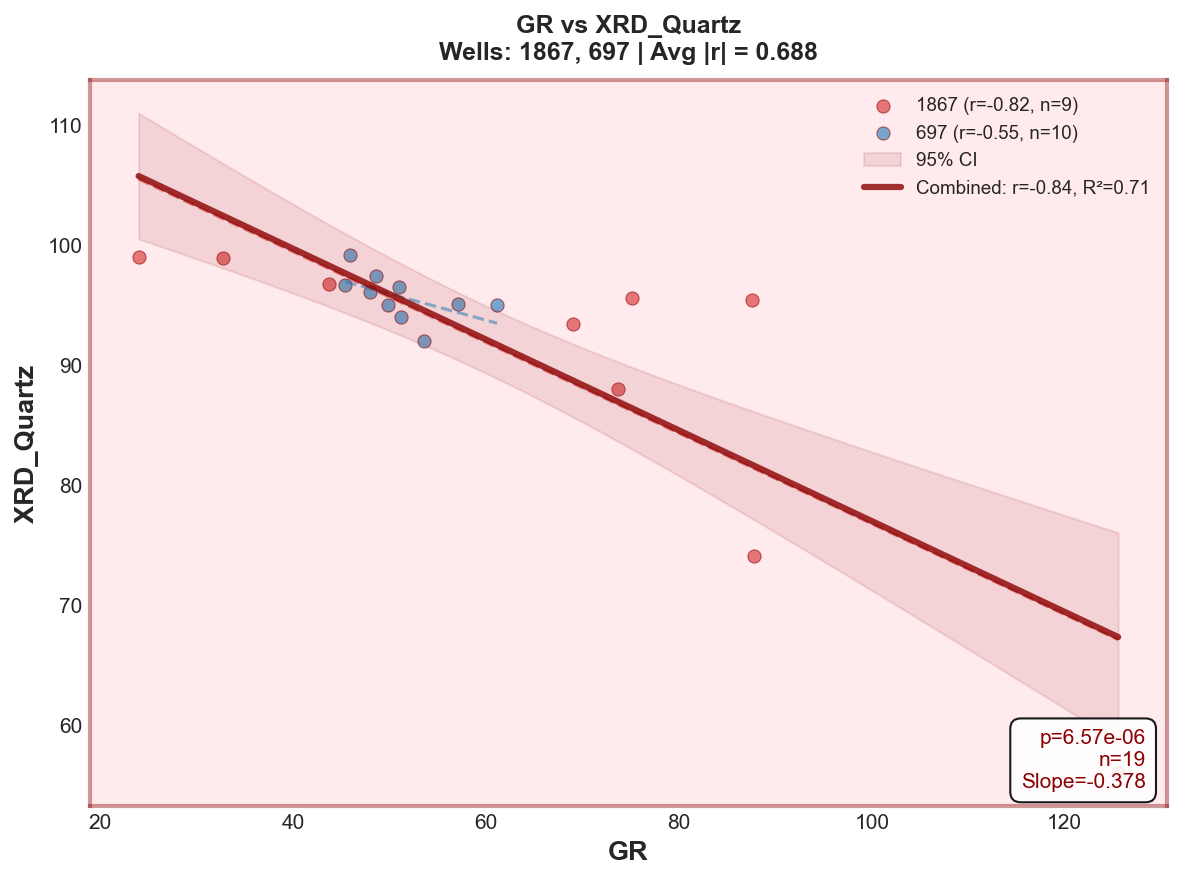 GR vs XRD_Quartz
Wells: 1867, 697 | Avg |r| = 0.688
1867 (r=-0.82, n=9)
697 (r=-0.55, n=10)
95% CI
Combined: r=-0.84, R²=0.71
110
100
90
80
70
60
XRD_Quartz
p=6.57e-06
n=19
Slope=-0.378
20 40 60 80 100 120
GR